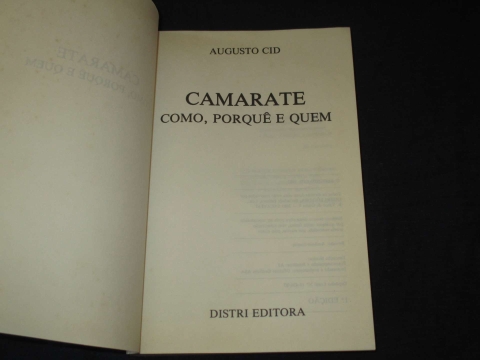 AUGUSTO CID
CAMARATE
COMO, PORQUÊ E QUEM
DISTRI EDITORA